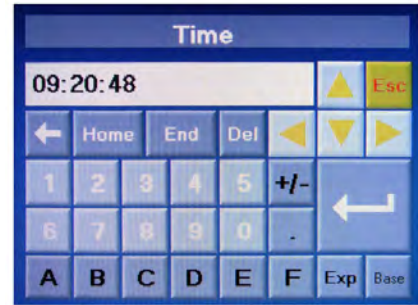 Time
09:20:48
Esc
Home End Del
1 2 3 4 5 +/-
6 7 8 9 0 .
A B C D E F Exp Base